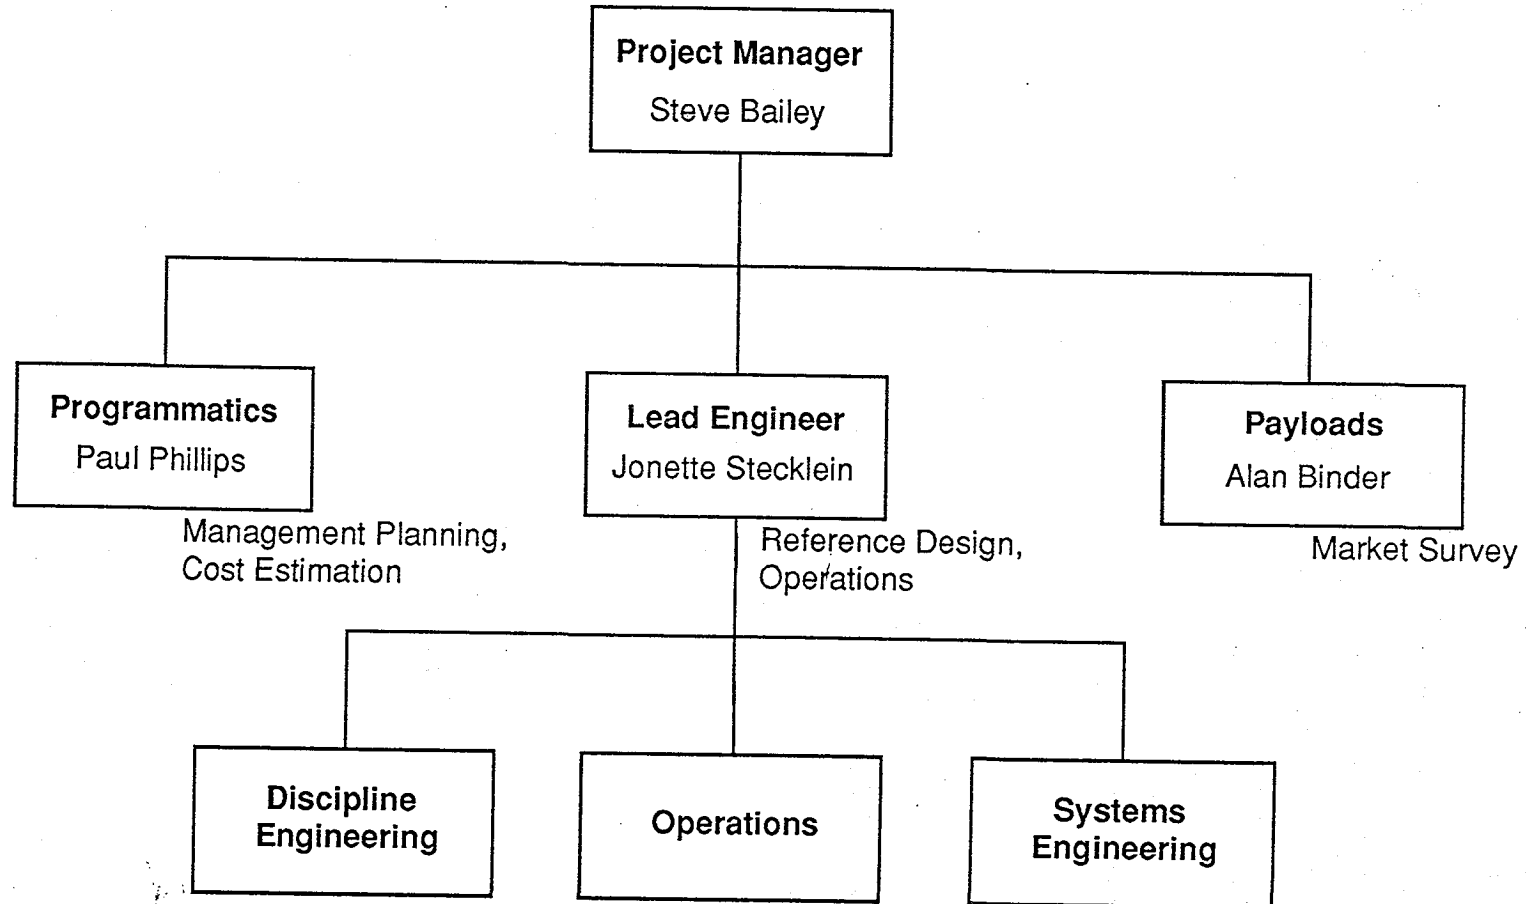 Project Manager
Steve Bailey
Programmatics
Paul Phillips
Management Planning,
Cost Estimation
Lead Engineer
Jonette Stecklein
Reference Design,
Operations
Payloads
Alan Binder
Market Survey
Discipline
Engineering
Operations
Systems
Engineering